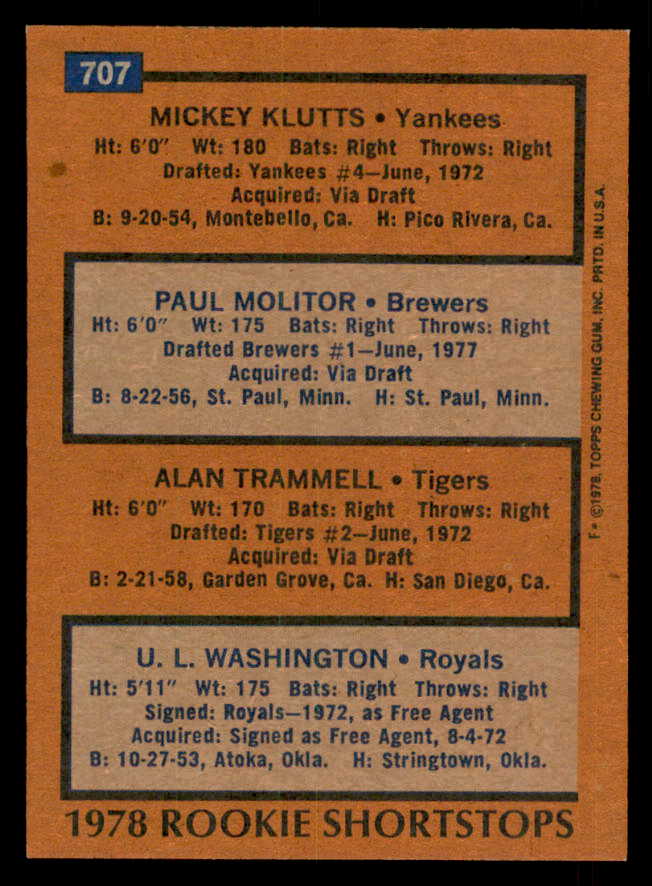 707
MICKEY KLUTTS • Yankees
Ht: 6'0" Wt: 180 Bats: Right Throws: Right
Drafted: Yankees #4—June, 1972
Acquired: Via Draft
B: 9-20-54, Montebello, Ca. H: Pico Rivera, Ca.
PAUL MOLITOR • Brewers
Ht: 6'0" Wt: 175 Bats: Right Throws: Right
Drafted Brewers #1—June, 1977
Acquired: Via Draft
B: 8-22-56, St. Paul, Minn. H: St. Paul, Minn.
ALAN TRAMMELL • Tigers
Ht: 6'0" Wt: 170 Bats: Right Throws: Right
Drafted: Tigers #2—June, 1972
Acquired: Via Draft
B: 2-21-58, Garden Grove, Ca. H: San Diego, Ca.
U. L. WASHINGTON • Royals
Ht: 5'11" Wt: 175 Bats: Right Throws: Right
Signed: Royals—1972, as Free Agent
Acquired: Signed as Free Agent, 8-4-72
B: 10-27-53, Atoka, Okla. H: Stringtown, Okla.
1978 ROOKIE SHORTSTOPS
F* ©1978, TOPPS CHEWING GUM, INC. PRTD. IN U.S.A.